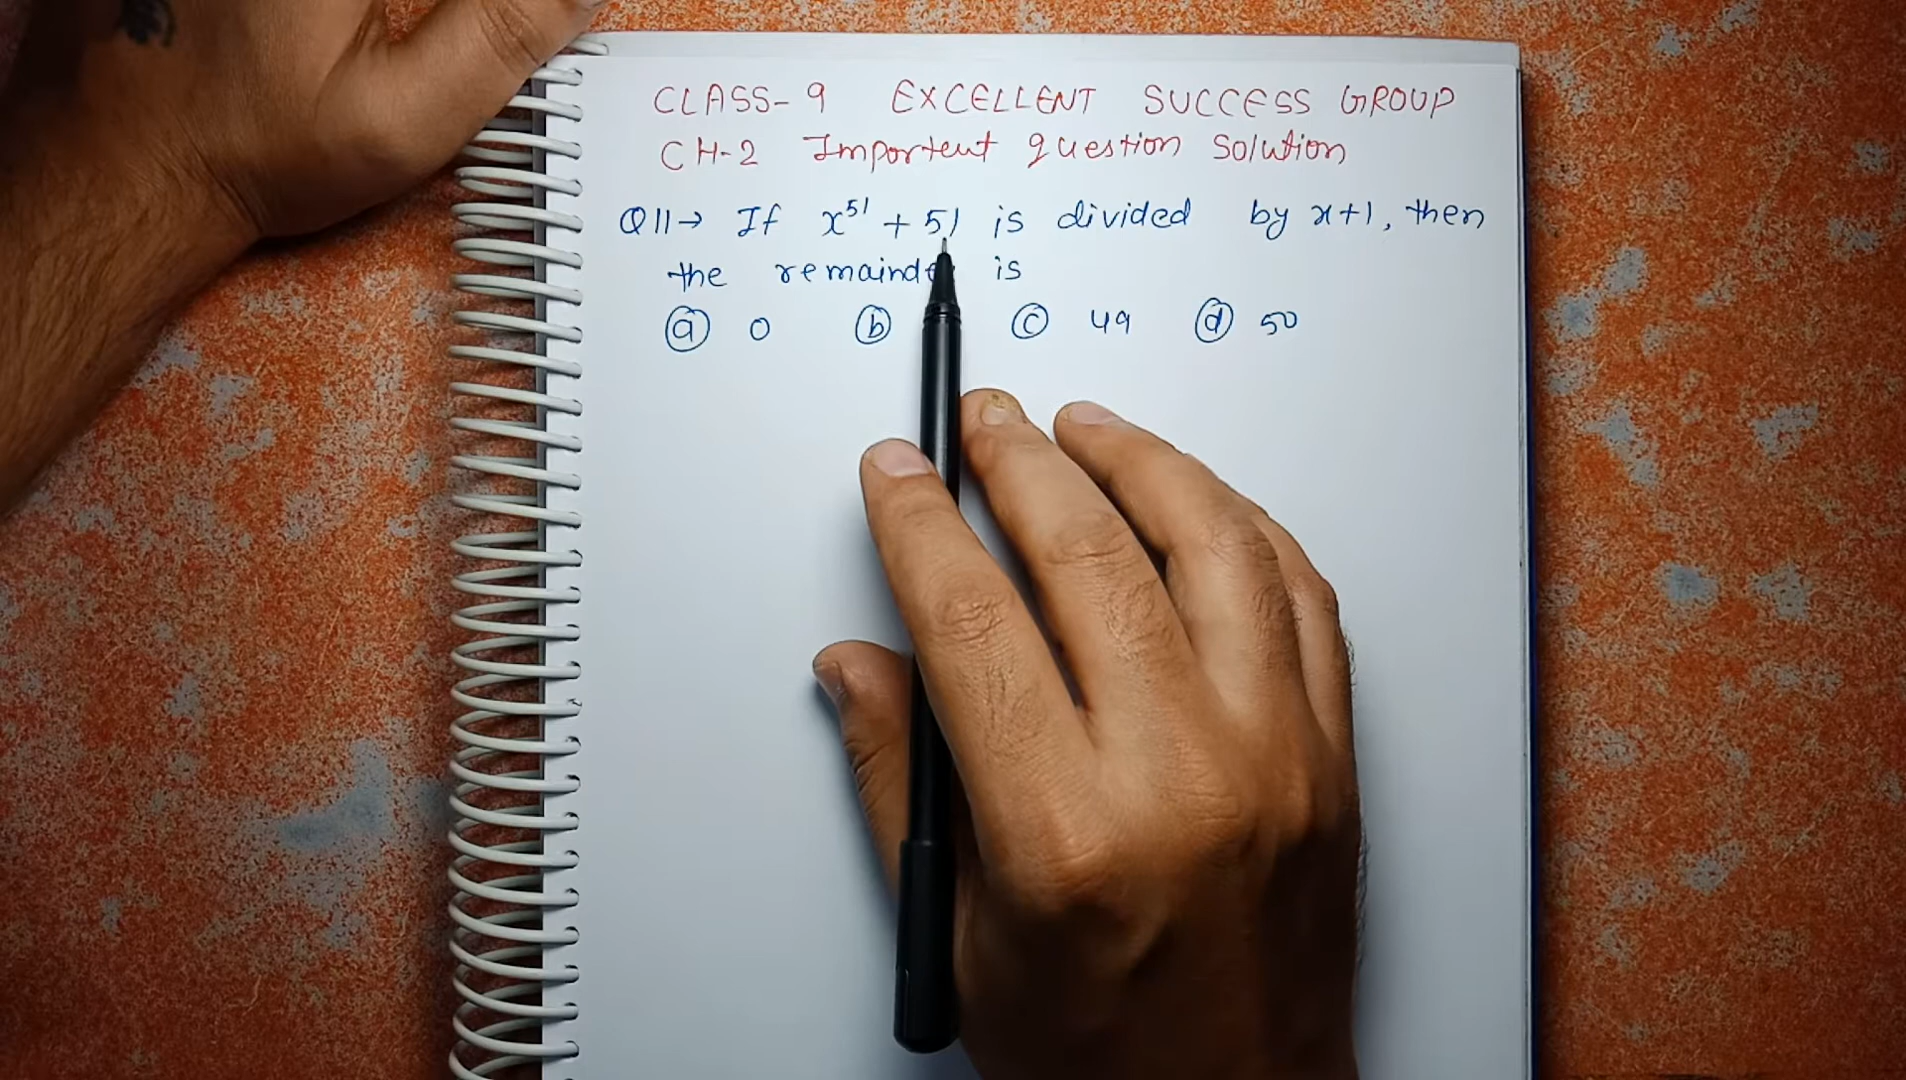 CLASS-9 EXCELLENT SUCCESS GROUP
CH-2 Importent question Solution
Q11→ If x⁵¹ + 51 is divided by x+1, then
the is
(a) 0 (b) (c) 49 (d) 50